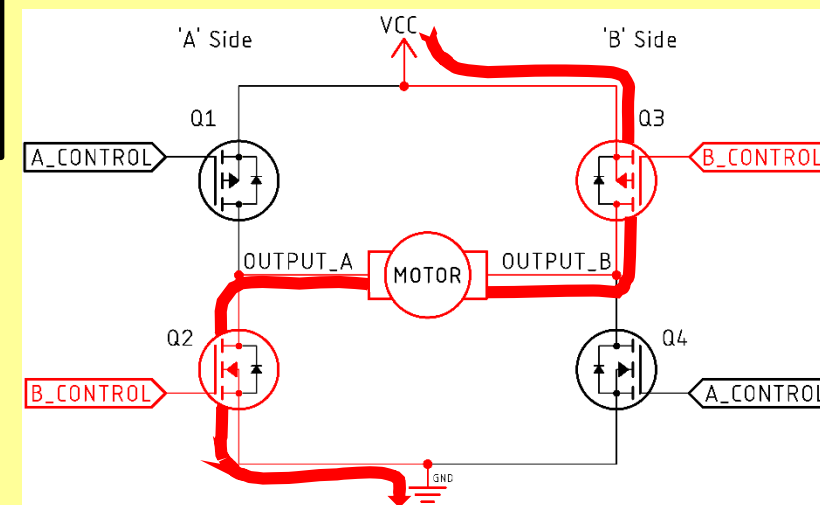 'A' Side
VCC
'B' Side
Q1
Q3
A_CONTROL
B_CONTROL
OUTPUT_A
MOTOR
OUTPUT_B
Q2
Q4
B_CONTROL
A_CONTROL
GND